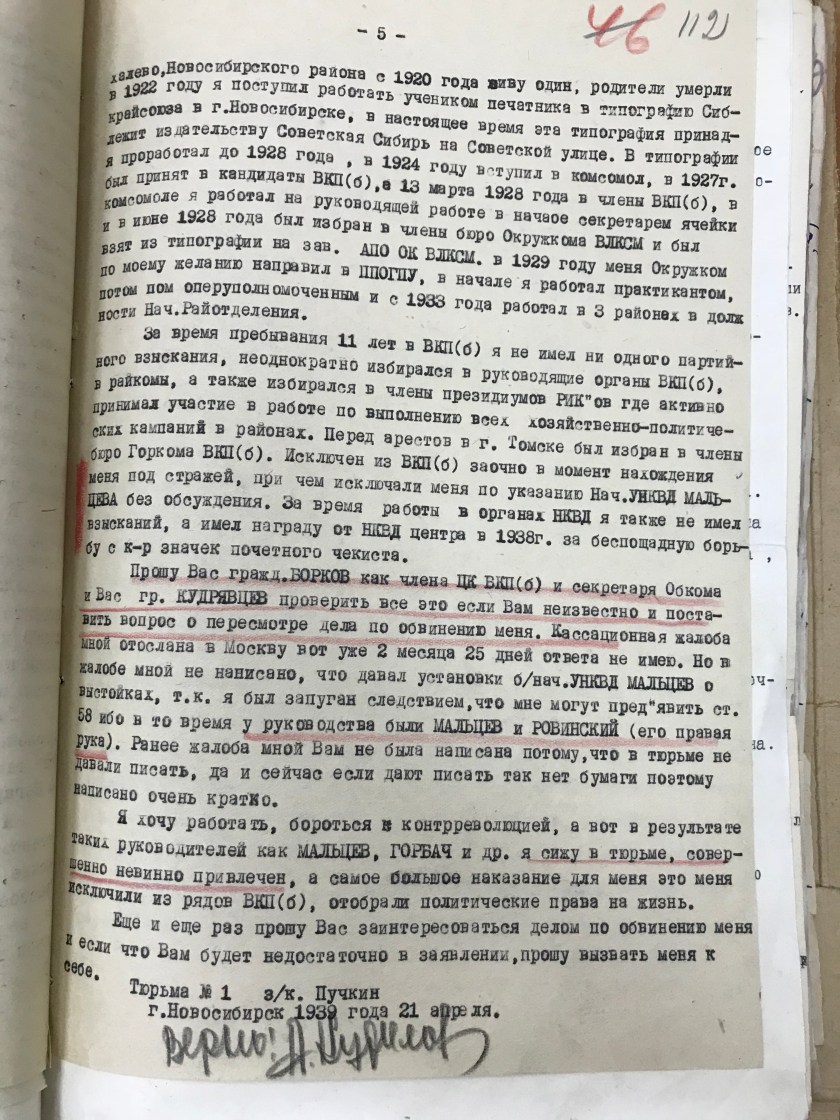 - 5 -
46 112
халево,Новосибирского района с 1920 года живу один, родители умерли
в 1922 году я поступил работать учеником печатника в типографию Сиб-
крайсоюза в г.Новосибирске, в настоящее время эта типография принад-
лежит издательству Советская Сибирь на Советской улице. В типографии
я проработал до 1928 года , в 1924 году вступил в комсомол, в 1927г.
был принят в кандидаты ВКП(б),а 13 марта 1928 года в члены ВКП(б), в
комсомоле я работал на руководящей работе в начаое секретарем ячейки
и в июне 1928 года был избран в члены бюро Окружкома ВЛКСМ и был
взят из типографии на зав. АПО ОК ВЛКСМ. в 1929 году меня Окружком
по моему желанию направил в ППОГПУ, в начале я работал практикантом,
потом пом оперуполномоченным и с 1933 года работал в 3 районах в долж
ности Нач.Райотделения.
За время пребывания 11 лет в ВКП(б) я не имел ни одного партий-
ного взыскания, неоднократно избирался в руководящие органы ВКП(б),
в райкомы, а также избирался в члены президиумов РИК"ов где активно
принимал участие в работе по выполнению всех хозяйственно-политиче-
ских кампаний в районах. Перед арестов в г. Томске был избран в члены
бюро Горкома ВКП(б). Исключен из ВКП(б) заочно в момент нахождения
меня под стражей, при чем исключали меня по указанию Нач.УНКВД МАЛЬ-
ЦЕВА без обсуждения. За время работы в органах НКВД я также не имел
взысканий, а имел награду от НКВД центра в 1938г. за беспощадную борь-
бу с к-р значек почетного чекиста.
Прошу Вас гражд.БОРКОВ как члена ЦК ВКП(б) и секретаря Обкома
и Вас гр. КУДРЯВЦЕВ проверить все это если Вам неизвестно и поста-
вить вопрос о пересмотре дела по обвинению меня. Кассационная жалоба
мной отослана в Москву вот уже 2 месяца 25 дней ответа не имею. Но в
жалобе мной не написано, что давал установки б/нач.УНКВД МАЛЬЦЕВ о
выстойках, т.к. я был запуган следствием,что мне могут пред"явить ст.
58 ибо в то время у руководства были МАЛЬЦЕВ и РОВИНСКИЙ (его правая
рука). Ранее жалоба мной Вам не была написана потому,что в тюрьме не
давали писать, да и сейчас если дают писать так нет бумаги поэтому
написано очень кратко.
Я хочу работать, бороться с контрреволюцией, а вот в результате
таких руководителей как МАЛЬЦЕВ, ГОРБАЧ и др. я сижу в тюрьме, совер-
шенно невинно привлечен, а самое большое наказание для меня это меня
исключили из рядов ВКП(б), отобрали политические права на жизнь.
Еще и еще раз прошу Вас заинтересоваться делом по обвинению меня
и если что Вам будет недостаточно в заявлении,прошу вызвать меня к
себе.
Тюрьма № 1 з/к. Пучкин
г.Новосибирск 1939 года 21 апреля.
Верно: